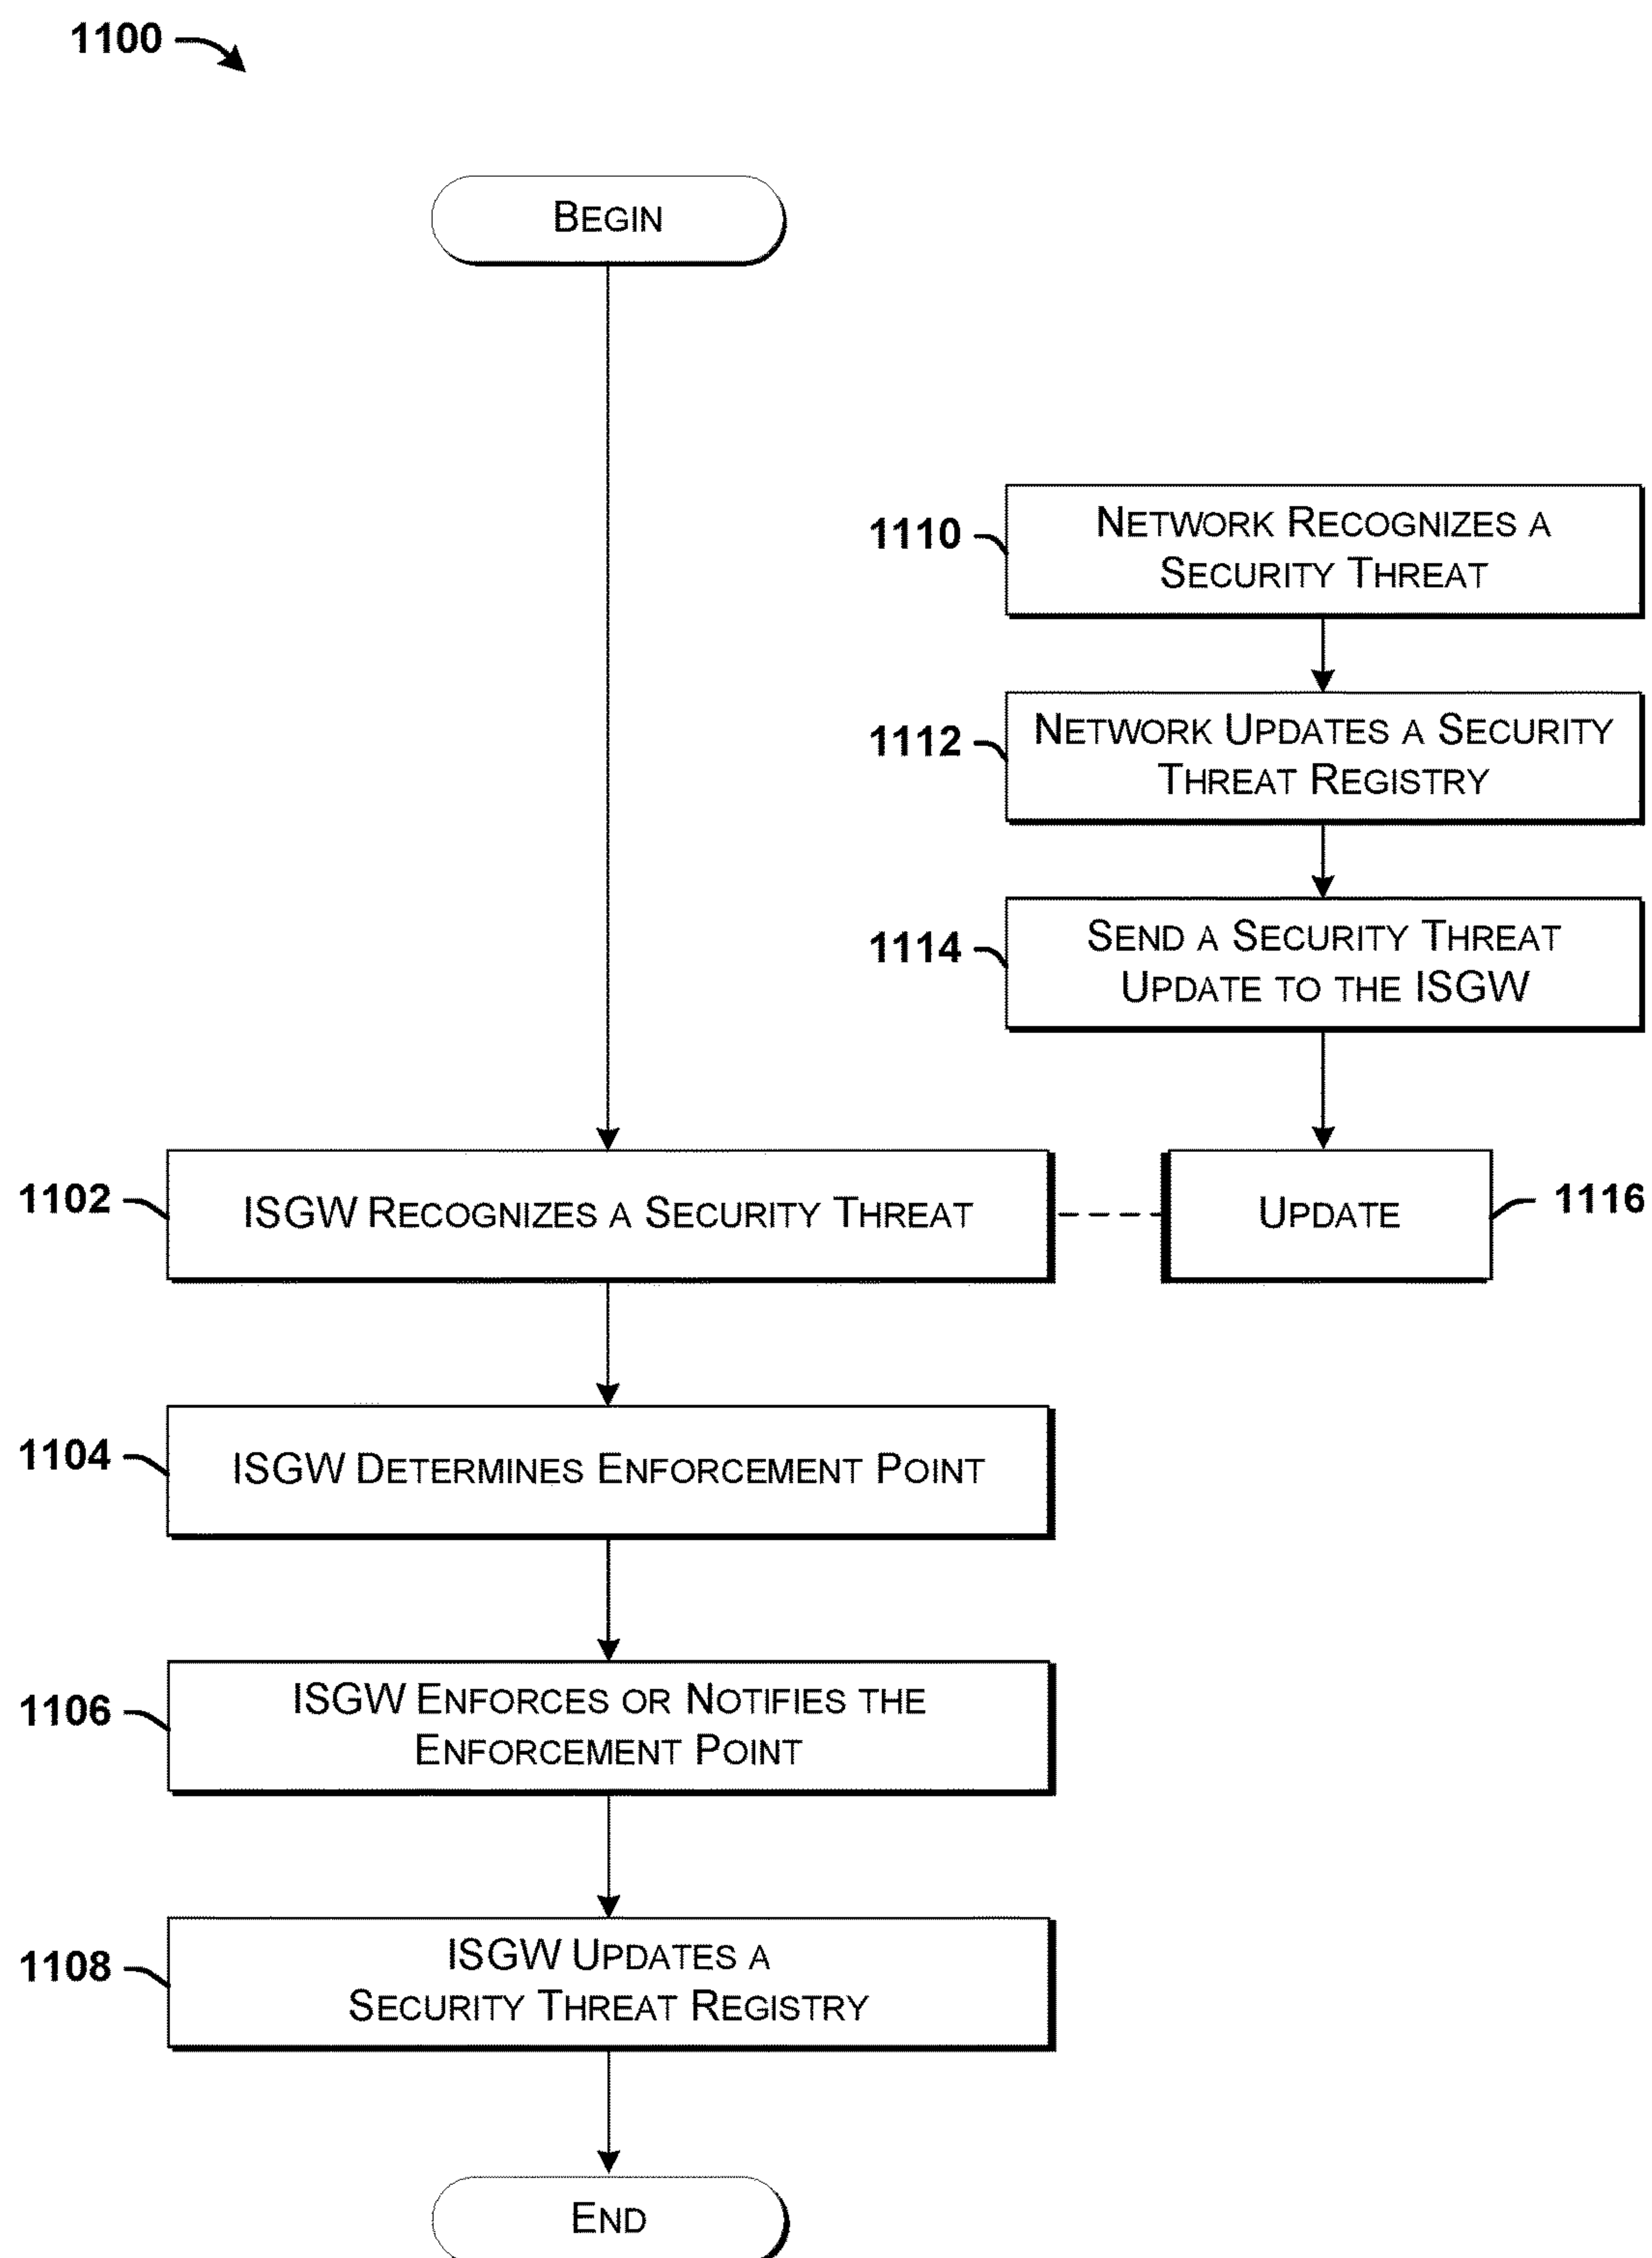 1100
BEGIN
1110
NETWORK RECOGNIZES A
SECURITY THREAT
1112
NETWORK UPDATES A SECURITY
THREAT REGISTRY
1114
SEND A SECURITY THREAT
UPDATE TO THE ISGW
1102
ISGW RECOGNIZES A SECURITY THREAT
UPDATE
1116
1104
ISGW DETERMINES ENFORCEMENT POINT
1106
ISGW ENFORCES OR NOTIFIES THE
ENFORCEMENT POINT
1108
ISGW UPDATES A
SECURITY THREAT REGISTRY
END